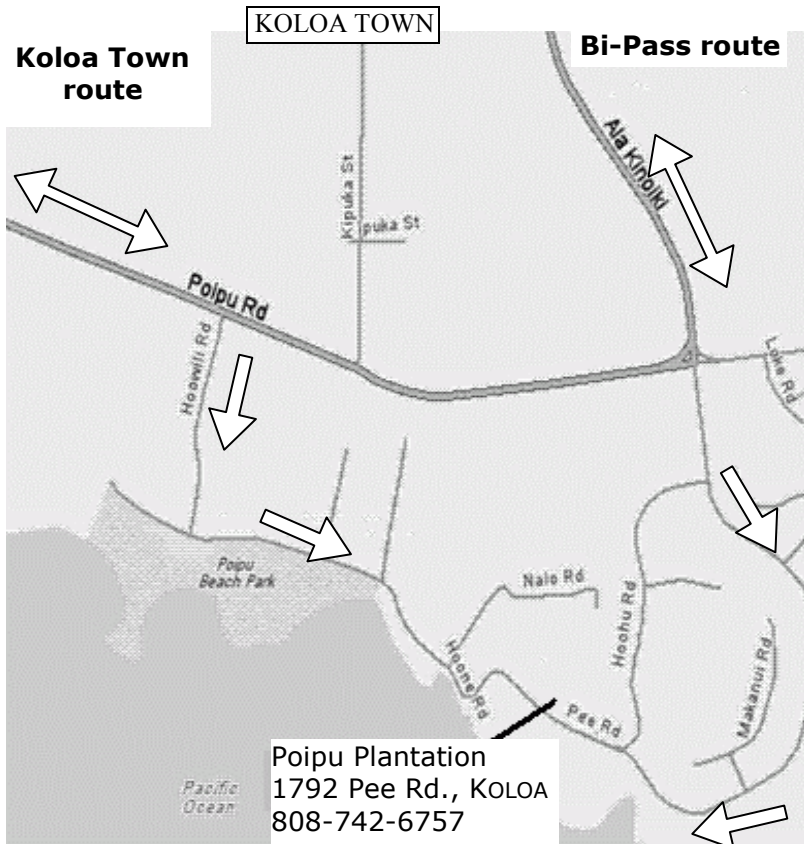 KOLOA TOWN
Koloa Town
route
Bi-Pass route
Ala Kinoiki
Kipuka St
puka St
Poipu Rd
Hoowili Rd
Loke Rd
Poipu
Beach Park
Nalo Rd
Hoohu Rd
Hoone Rd
Pee Rd
Makanui Rd
Pacific
Ocean
Poipu Plantation
1792 Pee Rd., KOLOA
808-742-6757